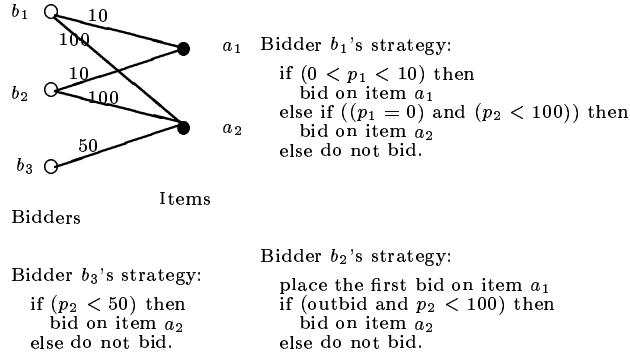 b1
10
100
a1
b2
10
100
a2
b3
50
Items
Bidders
Bidder b1's strategy:
if (0 < p1 < 10) then
bid on item a1
else if ((p1 = 0) and (p2 < 100)) then
bid on item a2
else do not bid.
Bidder b3's strategy:
if (p2 < 50) then
bid on item a2
else do not bid.
Bidder b2's strategy:
place the first bid on item a1
if (outbid and p2 < 100) then
bid on item a2
else do not bid.